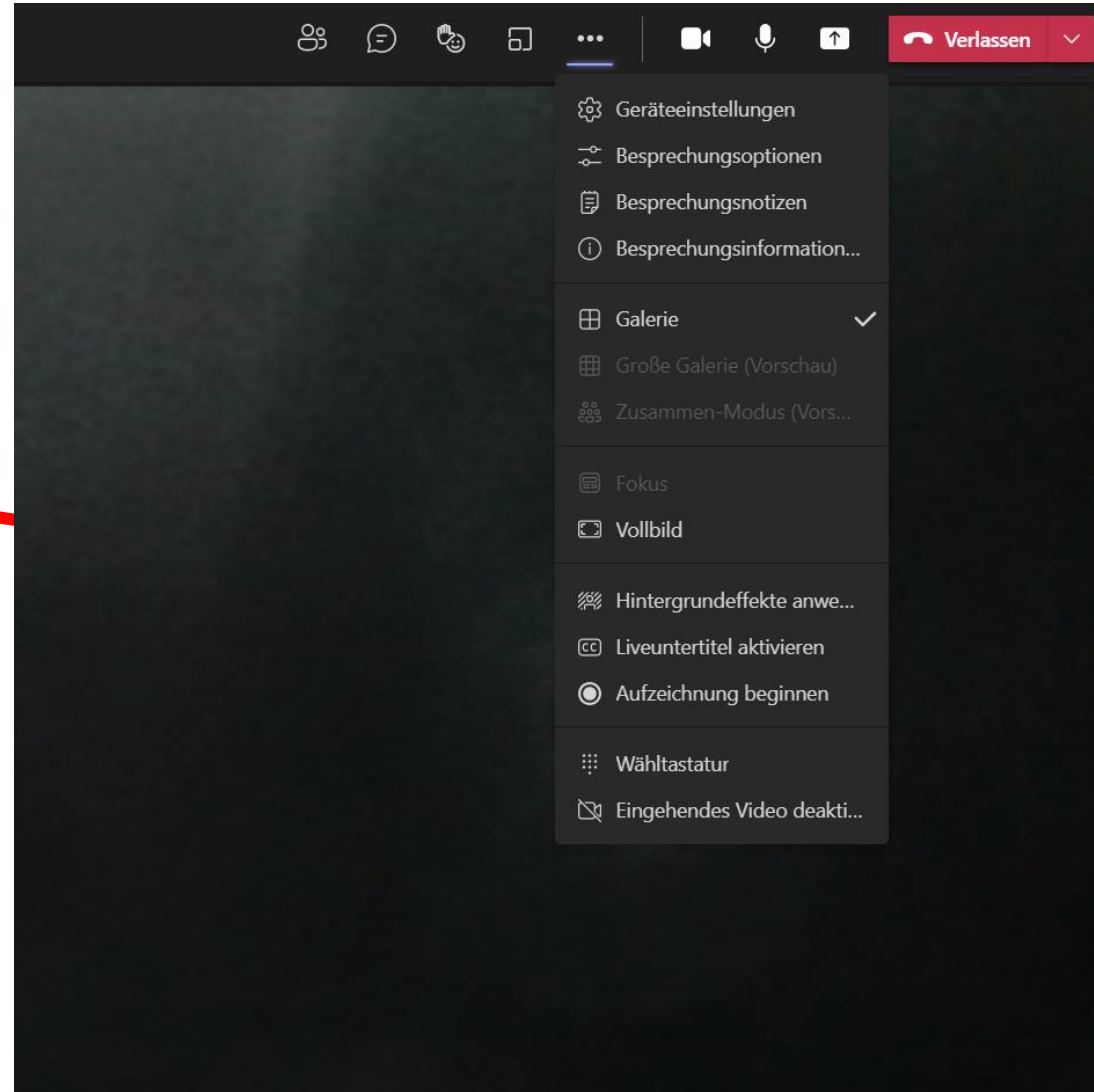 Verlassen
Geräteeinstellungen
Besprechungsoptionen
Besprechungsnotizen
Besprechungsinformation...
Galerie
Große Galerie (Vorschau)
Zusammen-Modus (Vors...
Fokus
Vollbild
Hintergrundeffekte anwe...
CC Liveuntertitel aktivieren
Aufzeichnung beginnen
Wähltastatur
Eingehendes Video deakti...